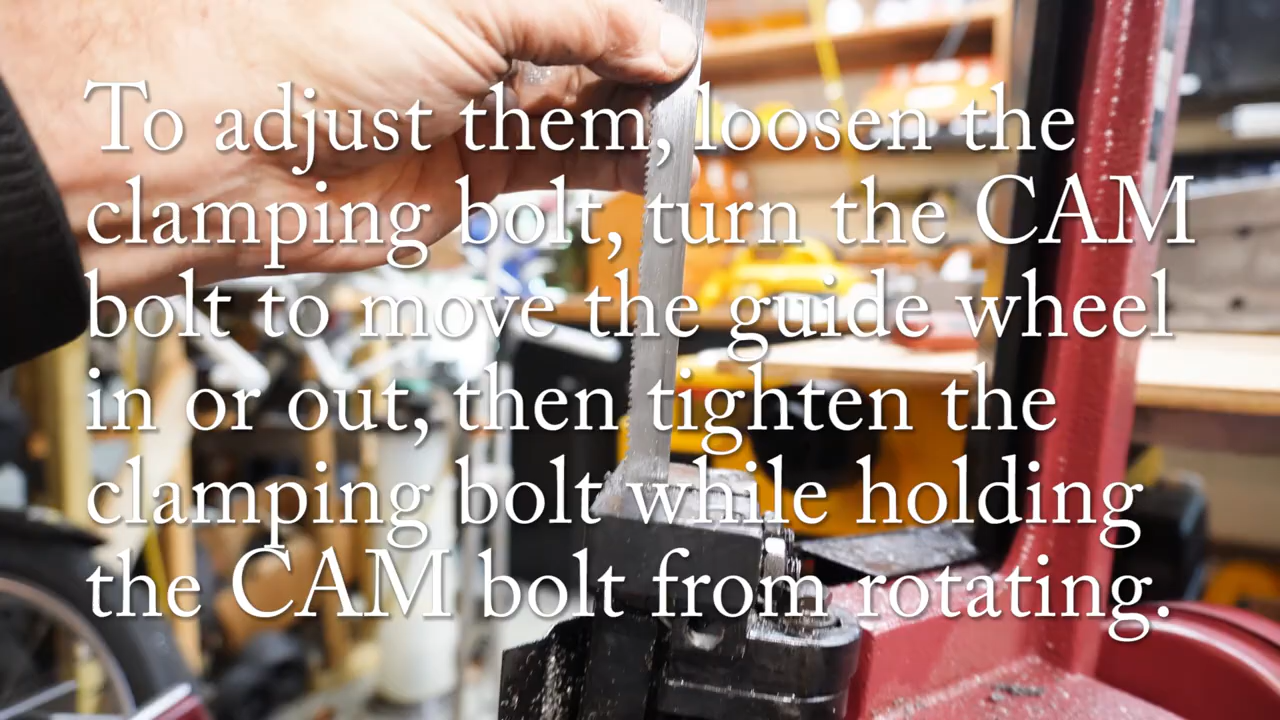 To adjust them, loosen the
clamping bolt, turn the CAM
bolt to move the guide wheel
in or out, then tighten the
clamping bolt while holding
the CAM bolt from rotating.